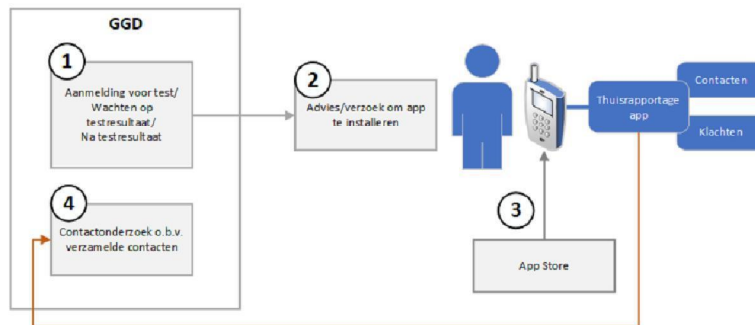 GGD
1
Aanmelding voor test/
Wachten op
testresultaat/
Na testresultaat
2
Advies/verzoek om app
te installeren
Thuisrapportage
app
Contacten
Klachten
4
Contactonderzoek o.b.v.
verzamelde contacten
3
App Store